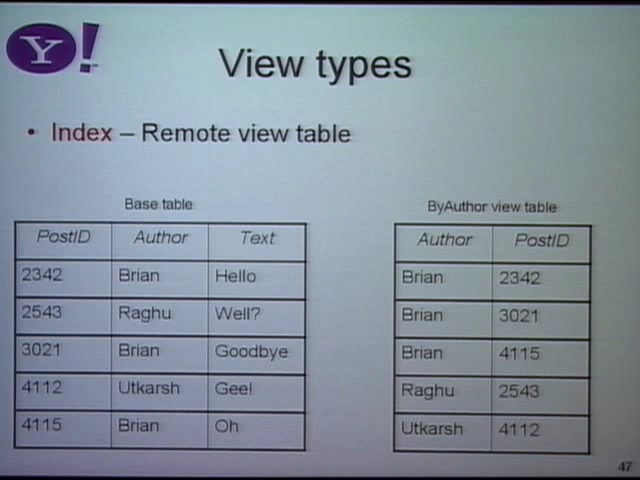 Y!
View types
• Index – Remote view table
Base table
PostID Author Text
2342 Brian Hello
2543 Raghu Well?
3021 Brian Goodbye
4112 Utkarsh Gee!
4115 Brian Oh
ByAuthor view table
Author PostID
Brian 2342
Brian 3021
Brian 4115
Raghu 2543
Utkarsh 4112
47